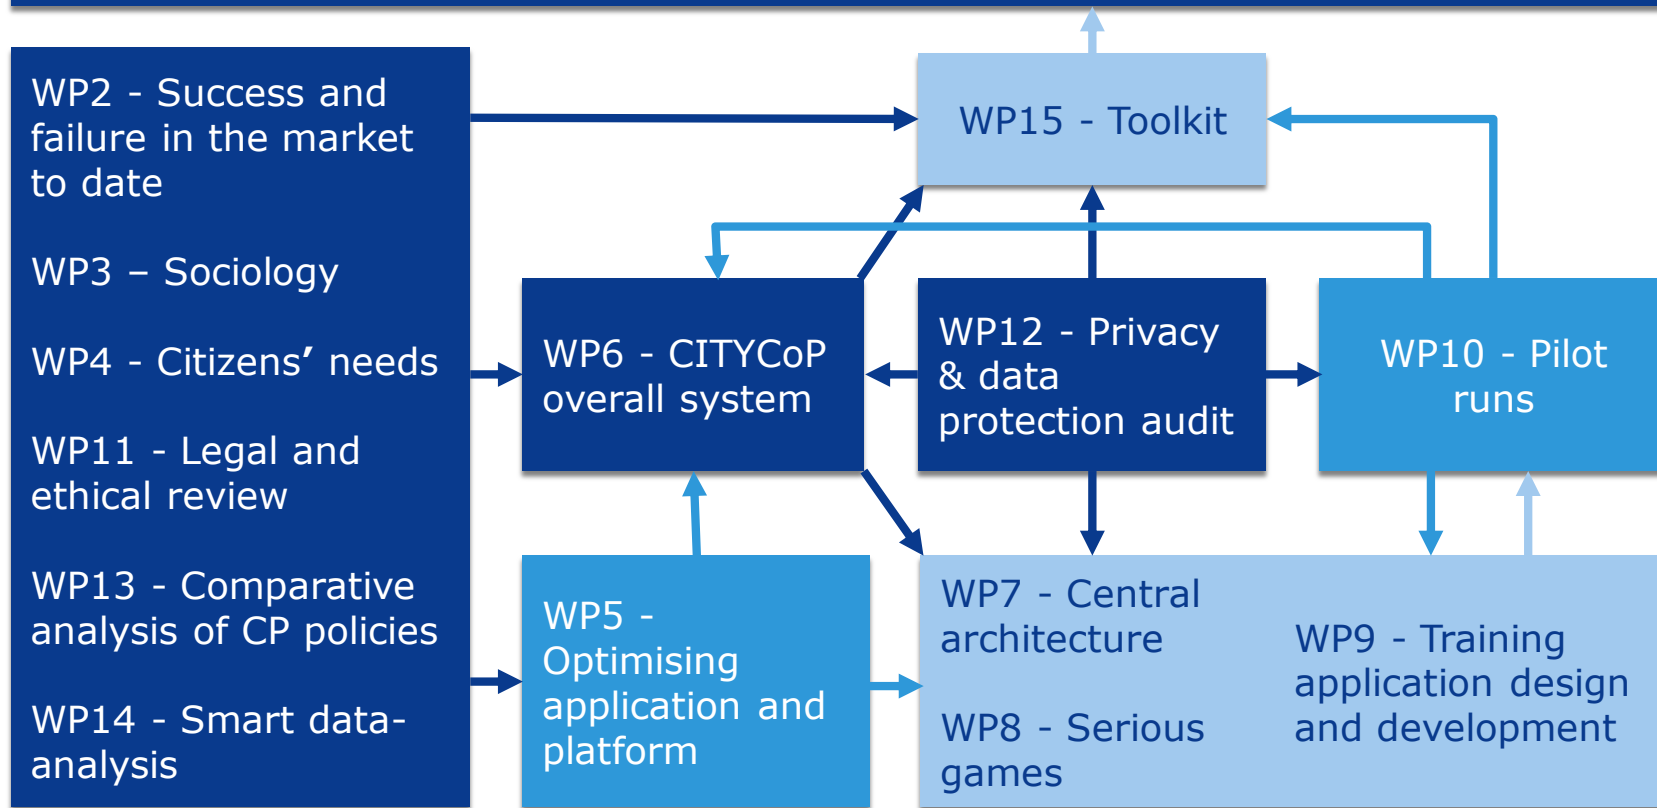 WP2 - Success and
failure in the market
to date
WP3 – Sociology
WP4 - Citizens’ needs
WP11 - Legal and
ethical review
WP13 - Comparative
analysis of CP policies
WP14 - Smart data-
analysis
WP15 - Toolkit
WP6 - CITYCoP
overall system
WP12 - Privacy
& data
protection audit
WP10 - Pilot
runs
WP5 -
Optimising
application and
platform
WP7 - Central
architecture
WP8 - Serious
games
WP9 - Training
application design
and development